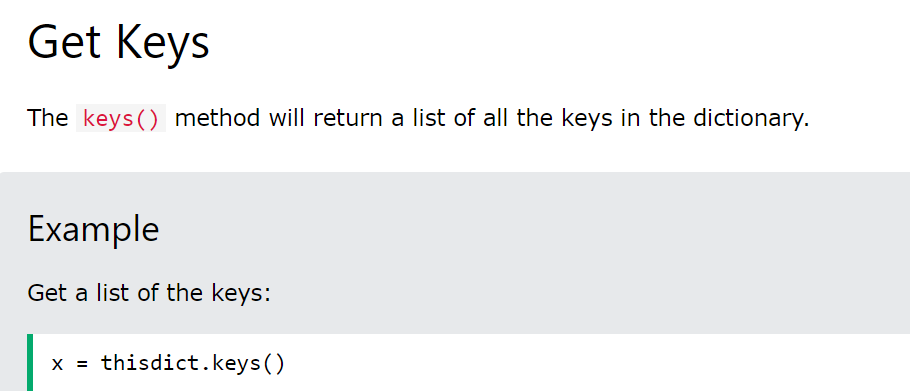 Get Keys
The keys() method will return a list of all the keys in the dictionary.
Example
Get a list of the keys:
x = thisdict.keys()